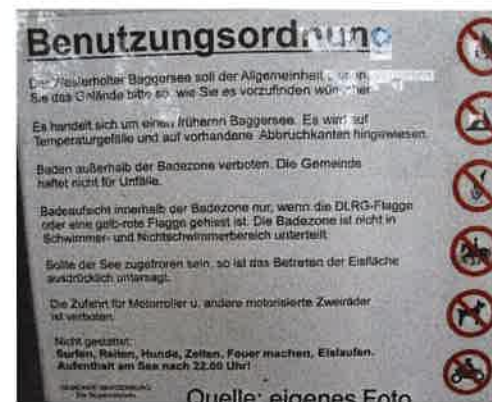 Benutzungsordnung
Der Westerholter Baggersee soll der Allgemeinheit
Sie das Gelände bitte so, wie Sie es vorzufinden
Es handelt sich um einen frühern Baggersee. Es wird auf
Temperaturgefälle und auf vorhandene Abbruchkanten hingewiesen.
Baden außerhalb der Badezone verboten. Die Gemeinde
haftet nicht für Unfälle.
Badeaufsicht innerhalb der Badezone nur, wenn die DLRG-Flagge
oder eine gelb-rote Flagge gehisst ist. Die Badezone ist nicht in
Schwimmer- und Nichtschwimmerbereich unterteilt.
Sollte der See zugefroren sein, so ist das Betreten der Eisfläche
ausdrücklich untersagt.
Die Zufahrt für Motorroller u. andere motorisierte Zweiräder
ist verboten.
Nicht gestattet:
Surfen, Reiten, Hunde, Zelten, Feuer machen, Eislaufen.
Aufenthalt am See nach 22.00 Uhr!
Quelle: eigenes Foto